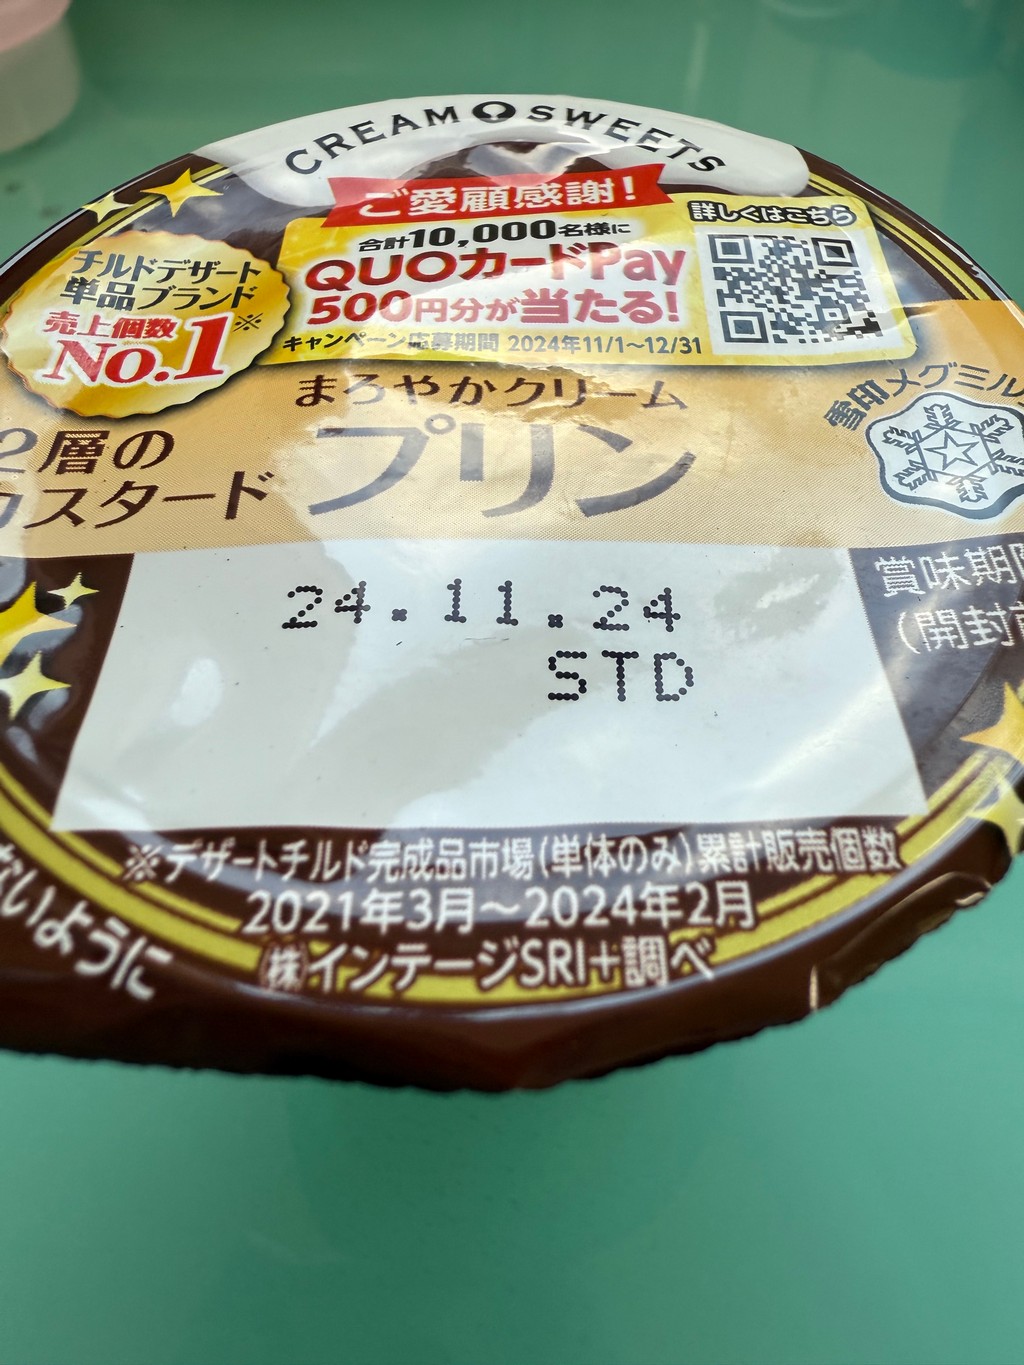 CREAM SWEETS
ご愛顧感謝!
合計10,000名様に
QUOカードPay
500円分が当たる!
キャンペーン応募期間 2024年11/1〜12/31
詳しくはこちら
チルドデザート
単品ブランド
売上個数※
No.1
まろやかクリーム
プリン
2層の
カスタード
雪印メグミル
賞味期限
(開封前
24.11.24
STD
※デザートチルド完成品市場(単体のみ)累計販売個数
2021年3月〜2024年2月
㈱インテージSRI+調べ
ないように